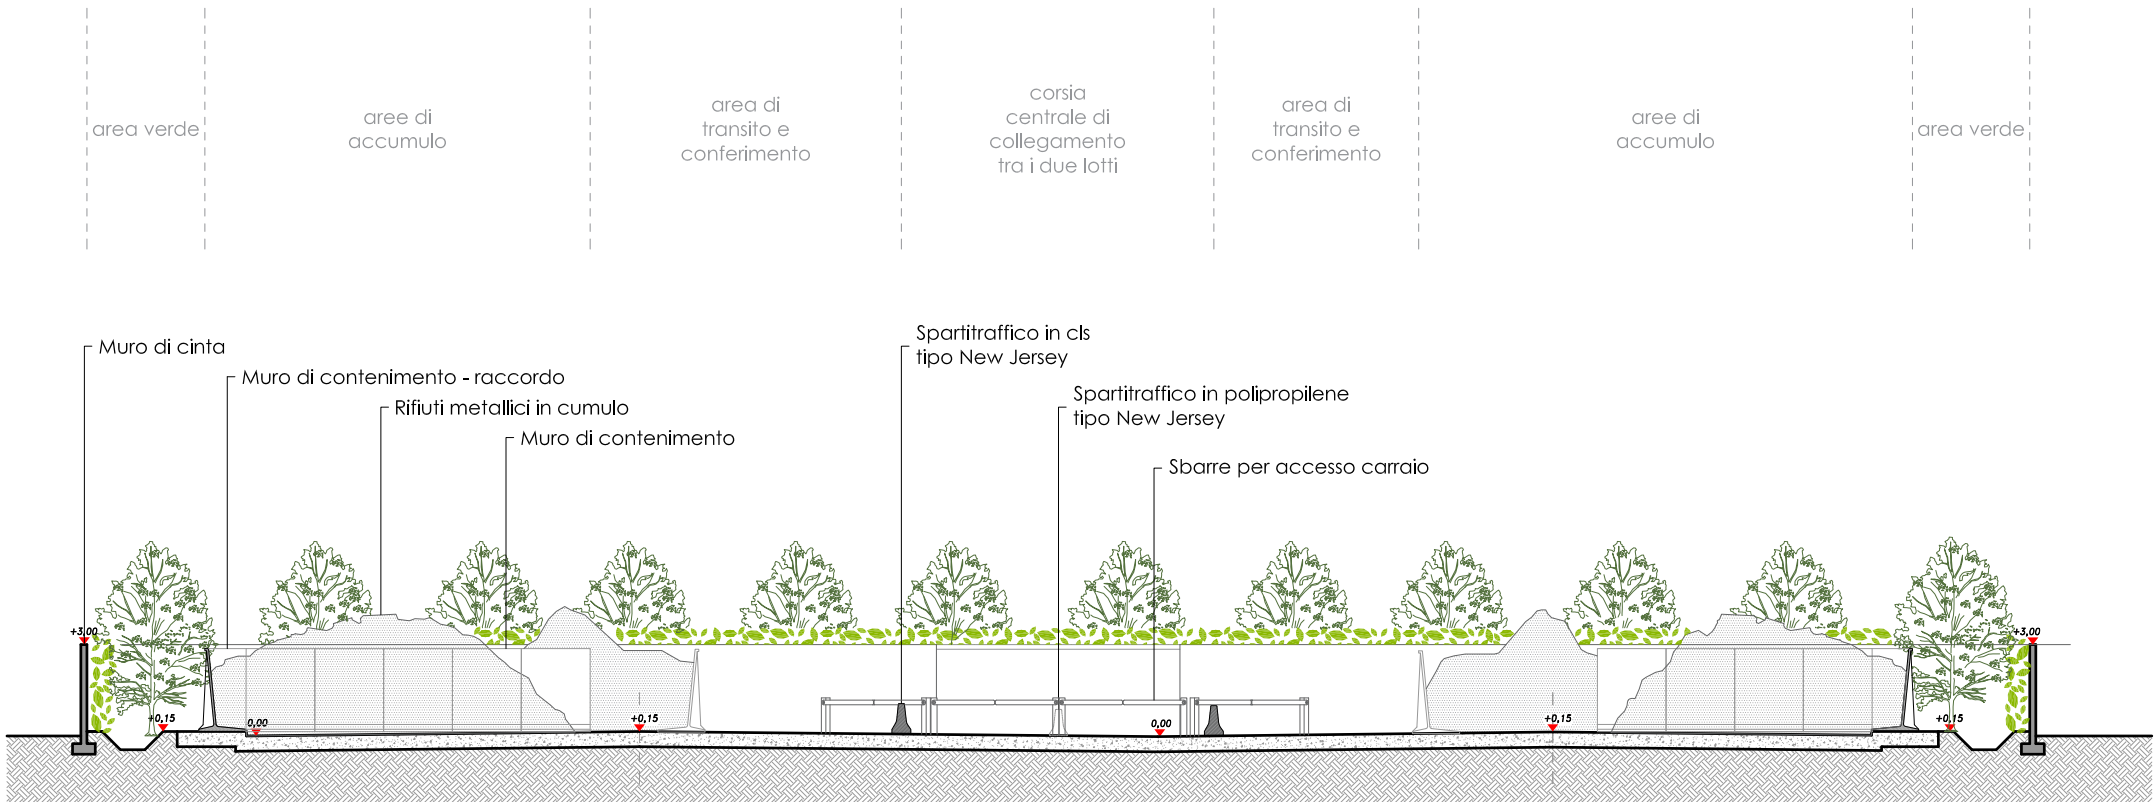 area verde
aree di
accumulo
area di
transito e
conferimento
corsia
centrale di
collegamento
tra i due lotti
area di
transito e
conferimento
aree di
accumulo
area verde
Muro di cinta
Muro di contenimento - raccordo
Rifiuti metallici in cumulo
Muro di contenimento
Spartitraffico in cls
tipo New Jersey
Spartitraffico in polipropilene
tipo New Jersey
Sbarre per accesso carraio
+3,00
+0,15
0,00
+0,15
0,00
+0,15
+0,15
+3,00